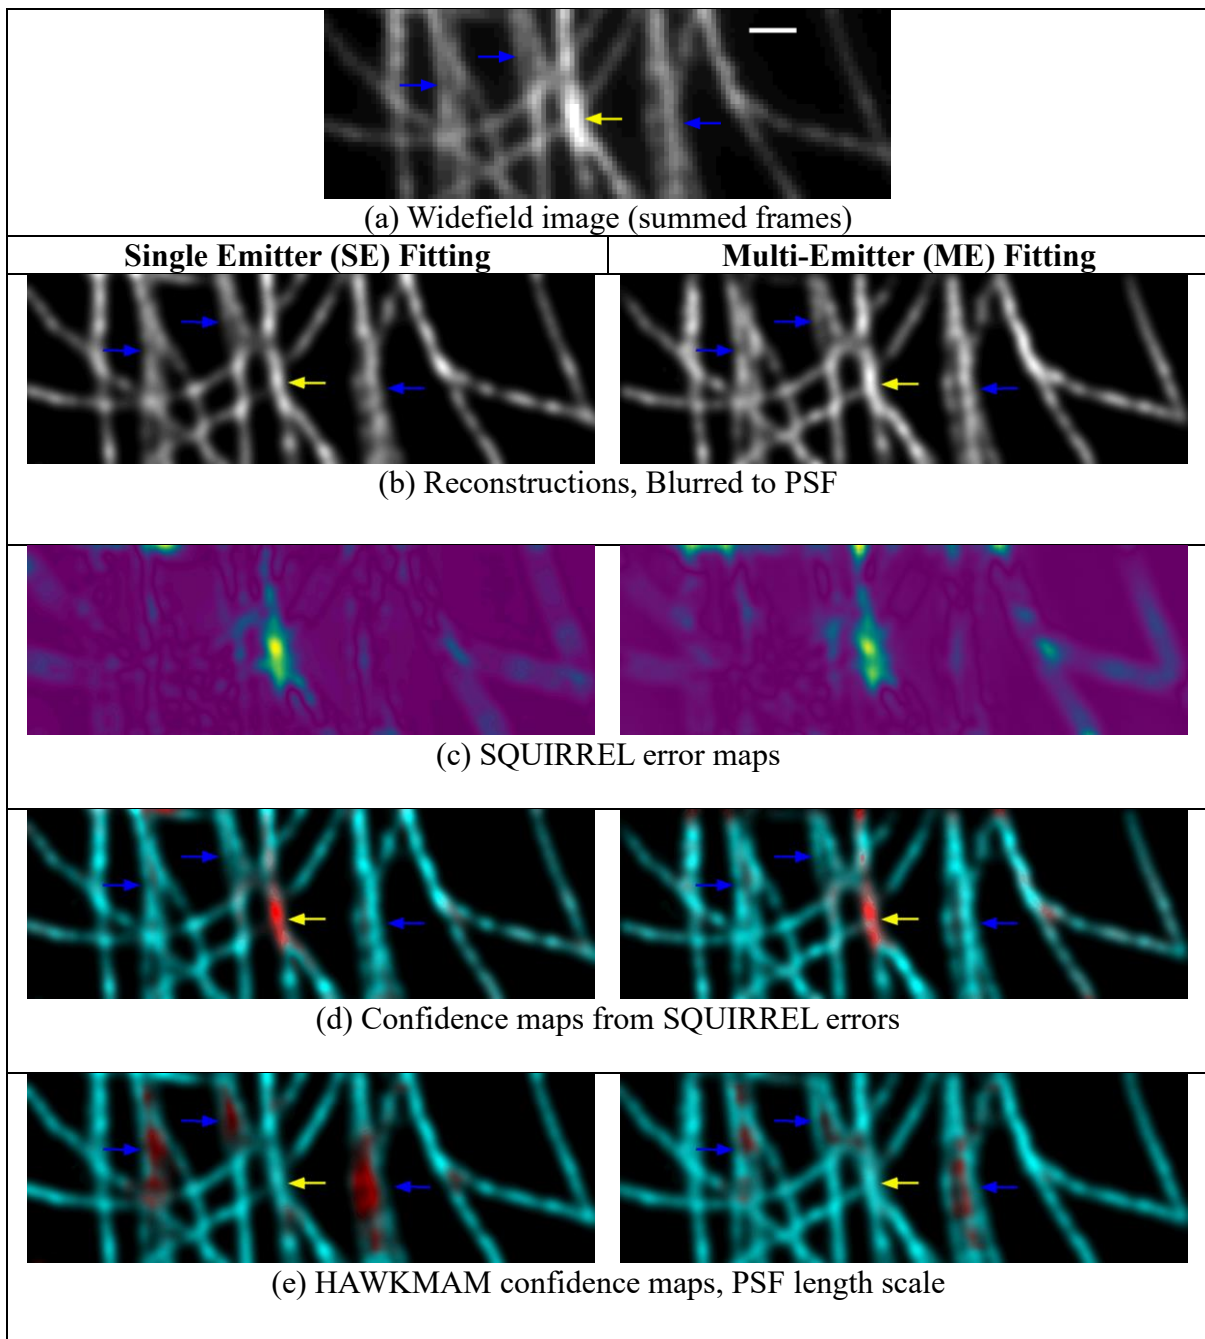 (a) Widefield image (summed frames)
Single Emitter (SE) Fitting
Multi-Emitter (ME) Fitting
(b) Reconstructions, Blurred to PSF
(c) SQUIRREL error maps
(d) Confidence maps from SQUIRREL errors
(e) HAWKMAM confidence maps, PSF length scale